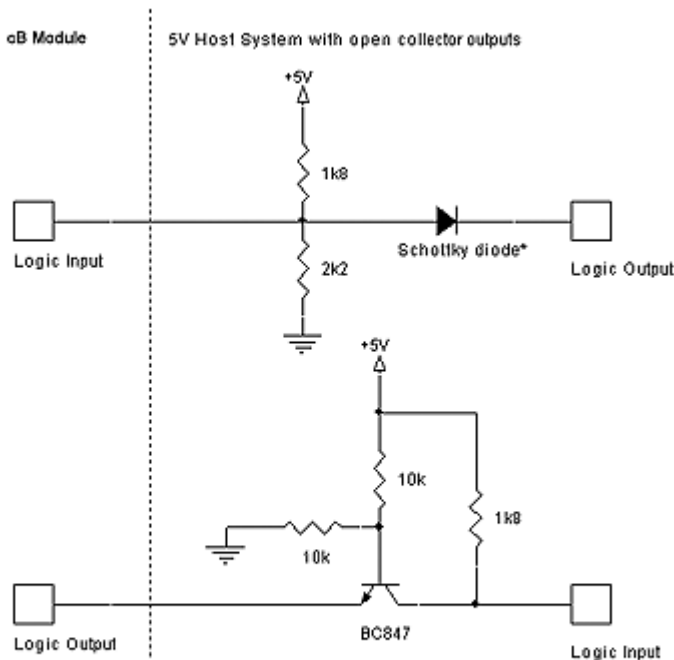 aB Module
5V Host System with open collector outputs
+5V
1k8
Logic Input
2k2
Schottky diode*
Logic Output
+5V
10k
1k8
10k
BC847
Logic Output
Logic Input